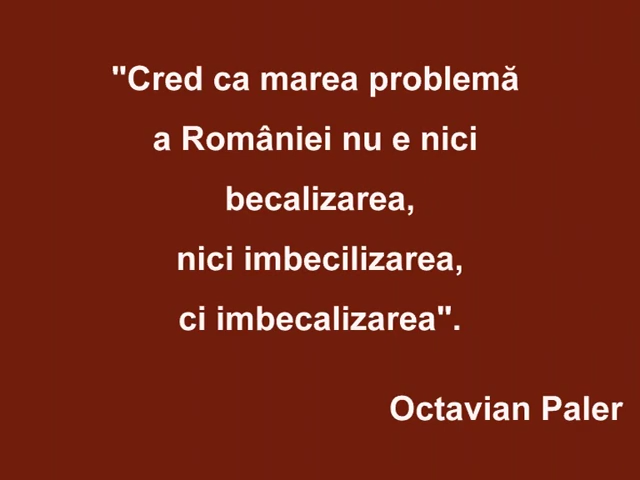 "Cred ca marea problemă
a României nu e nici
becalizarea,
nici imbecilizarea,
ci imbecalizarea".
Octavian Paler